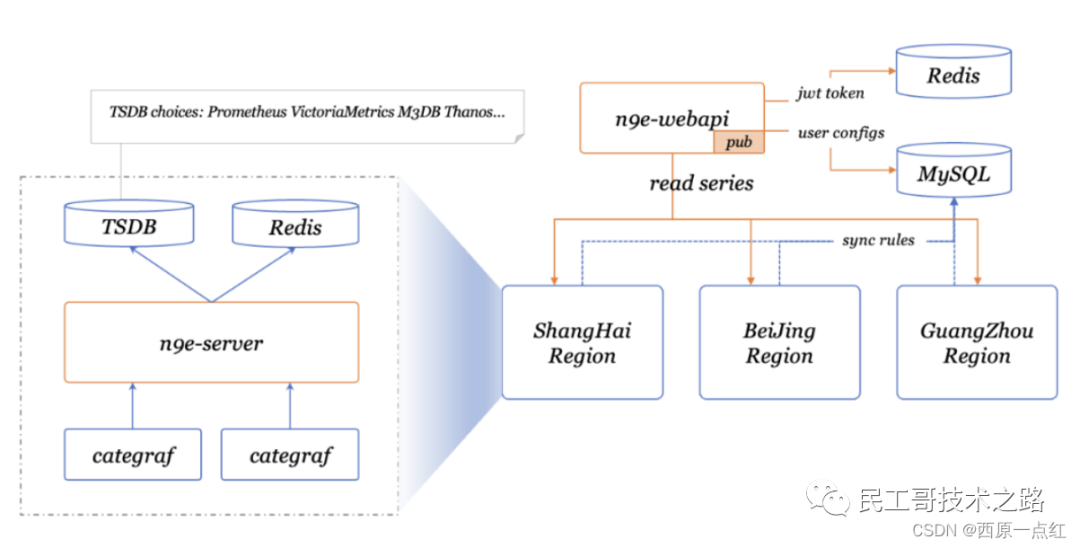 TSDB choices: Prometheus VictoriaMetrics M3DB Thanos...
TSDB
Redis
n9e-server
categraf
categraf
n9e-webapi
pub
jwt token
user configs
Redis
MySQL
read series
sync rules
ShangHai
Region
BeiJing
Region
GuangZhou
Region
民工哥技术之路
CSDN @西原一点红